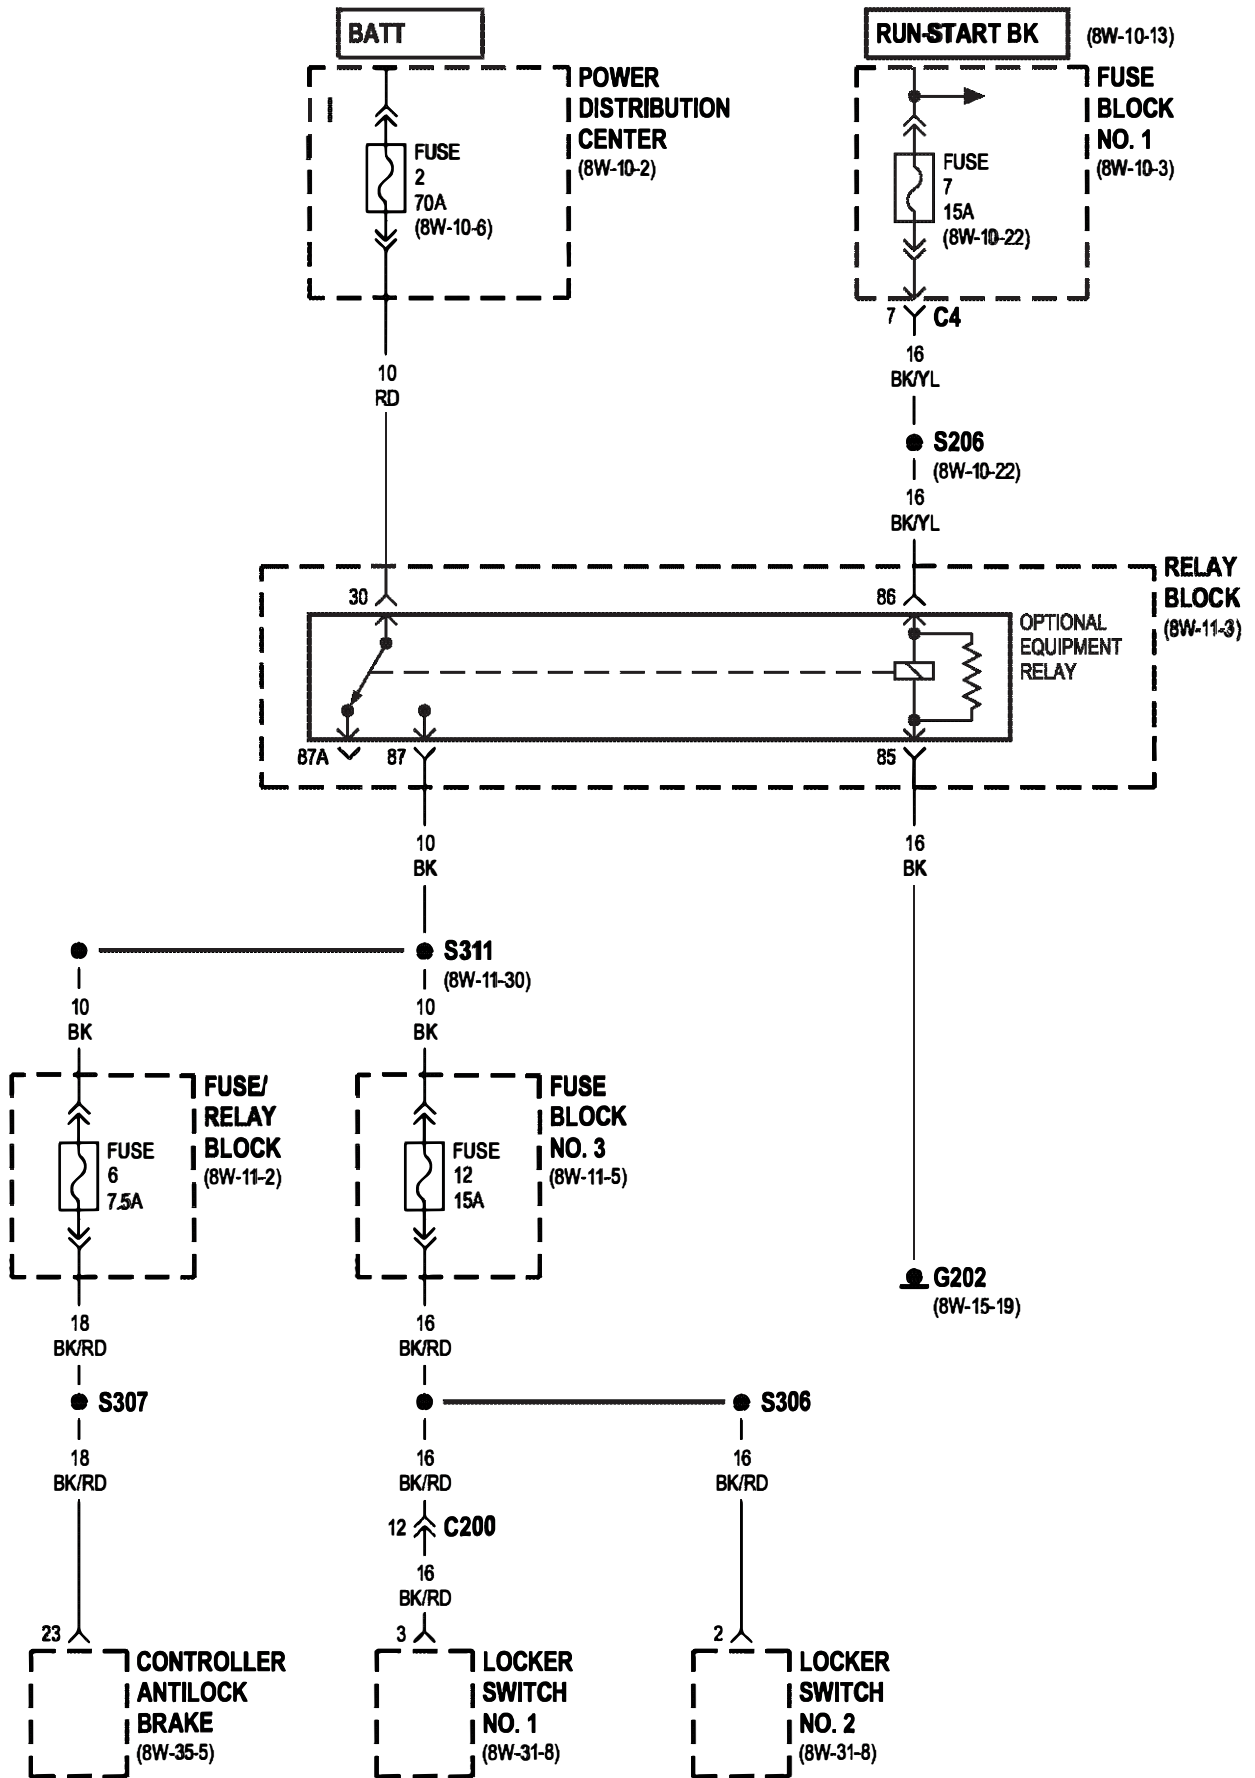 BATT
RUN-START BK
(8W-10-13)
POWER
DISTRIBUTION
CENTER
(8W-10-2)
FUSE
2
70A
(8W-10-6)
FUSE
BLOCK
NO. 1
(8W-10-3)
FUSE
7
15A
(8W-10-22)
7
C4
16
BK/YL
10
RD
S206
(8W-10-22)
16
BK/YL
RELAY
BLOCK
(8W-11-3)
30
86
OPTIONAL
EQUIPMENT
RELAY
87A
87
85
10
BK
16
BK
S311
(8W-11-30)
10
BK
10
BK
FUSE/
RELAY
BLOCK
(8W-11-2)
FUSE
6
7.5A
FUSE
BLOCK
NO. 3
(8W-11-5)
FUSE
12
15A
G202
(8W-15-19)
18
BK/RD
16
BK/RD
S307
S306
18
BK/RD
16
BK/RD
16
BK/RD
12
C200
16
BK/RD
23
3
2
CONTROLLER
ANTILOCK
BRAKE
(8W-35-5)
LOCKER
SWITCH
NO. 1
(8W-31-8)
LOCKER
SWITCH
NO. 2
(8W-31-8)